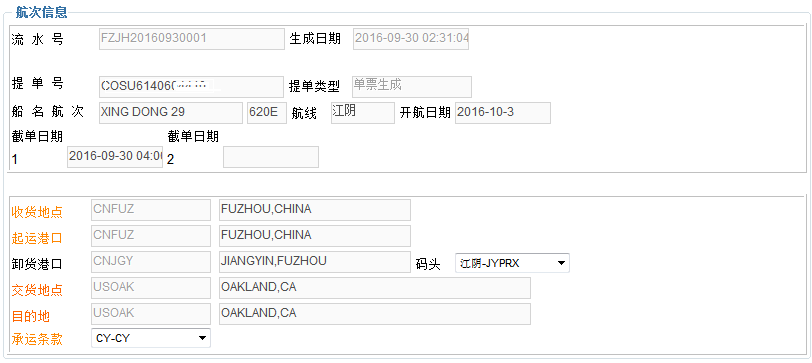 航次信息
流 水 号 FZJH20160930001 生成日期 2016-09-30 02:31:04
提 单 号 COSU61406 提单类型 单票生成
船 名 航 次 XING DONG 29 620E 航线 江阴 开航日期 2016-10-3
截单日期 截单日期
1 2016-09-30 04:00 2
收货地点 CNFUZ FUZHOU,CHINA
起运港口 CNFUZ FUZHOU,CHINA
卸货港口 CNJGY JIANGYIN,FUZHOU 码头 江阴-JYPRX
交货地点 USOAK OAKLAND,CA
目的地 USOAK OAKLAND,CA
承运条款 CY-CY